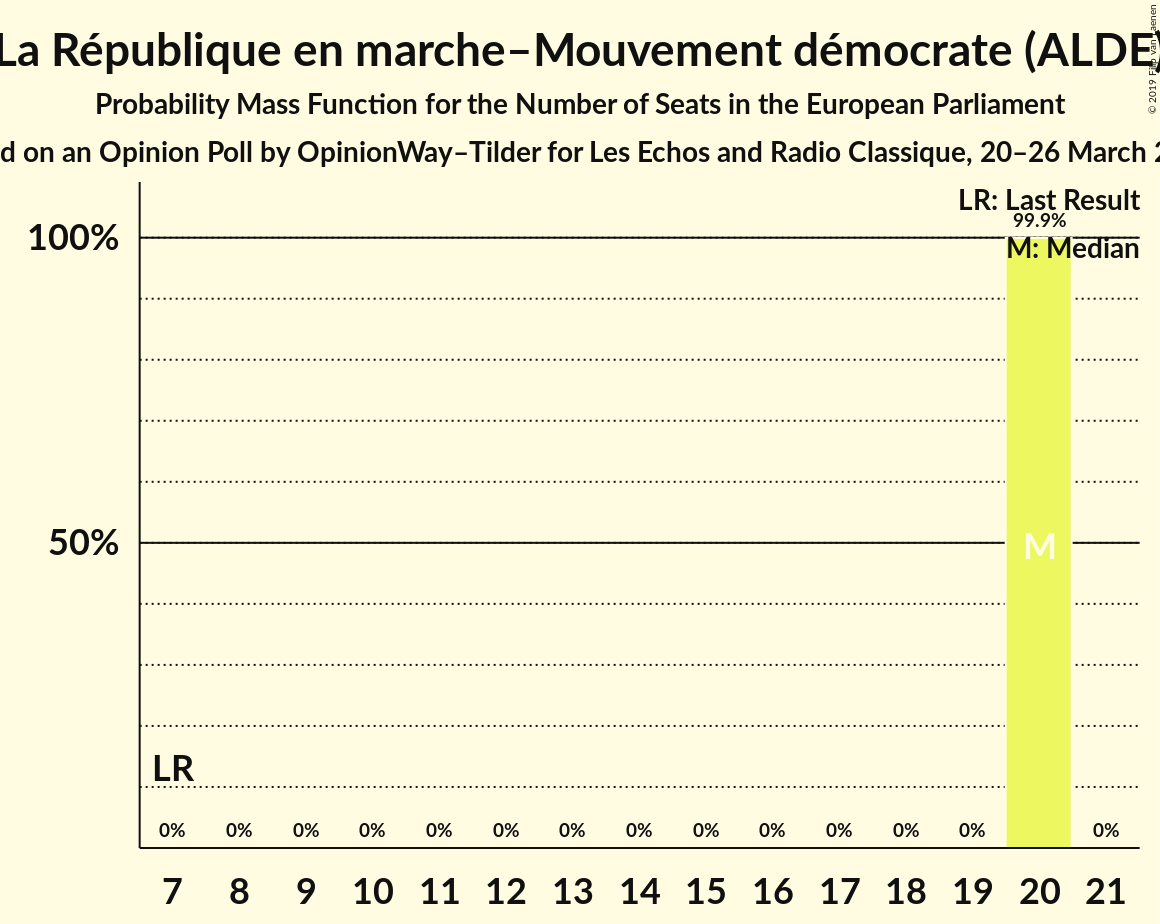 La République en marche–Mouvement démocrate (ALDE)
Probability Mass Function for the Number of Seats in the European Parliament
d on an Opinion Poll by OpinionWay–Tilder for Les Echos and Radio Classique, 20–26 March 2
© 2019 Filip van Laenen
LR: Last Result
99.9%
100%
M: Median
50%
M
LR
0% 0% 0% 0% 0% 0% 0% 0% 0% 0% 0% 0% 0% 0%
7 8 9 10 11 12 13 14 15 16 17 18 19 20 21